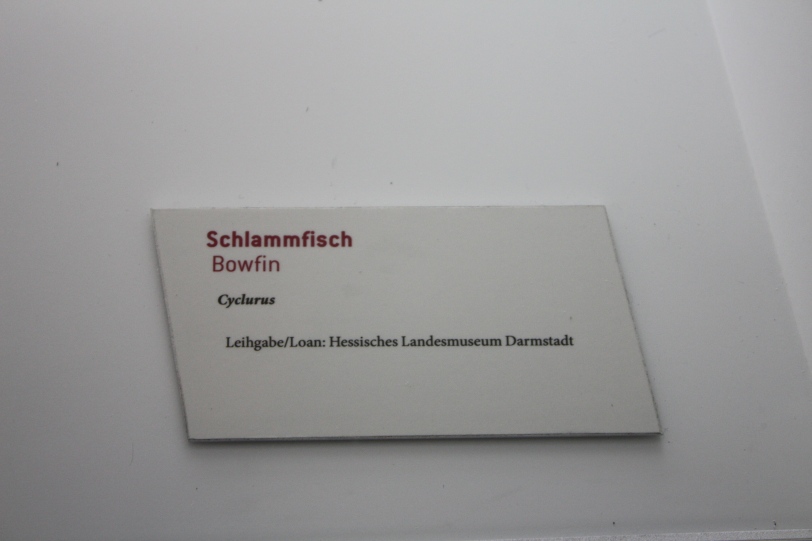 Schlammfisch
Bowfin
Cyclurus
Leihgabe/Loan: Hessisches Landesmuseum Darmstadt